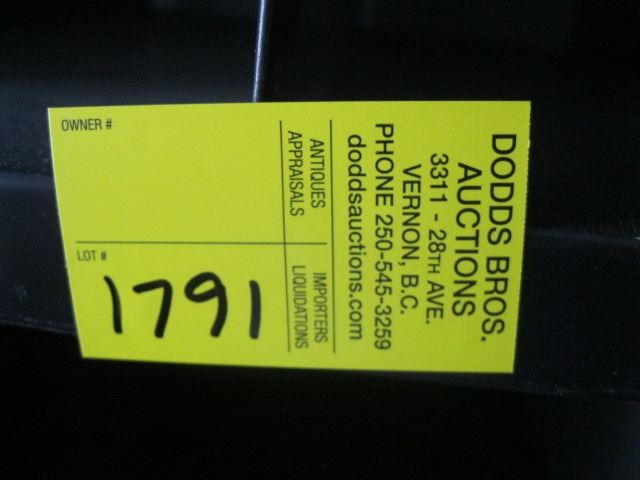 DODDS BROS.
AUCTIONS
3311 - 28TH AVE.
VERNON, B.C.
PHONE 250-545-3259
doddsauctions.com
ANTIQUES IMPORTERS
APPRAISALS LIQUIDATIONS
OWNER #
LOT #
1791